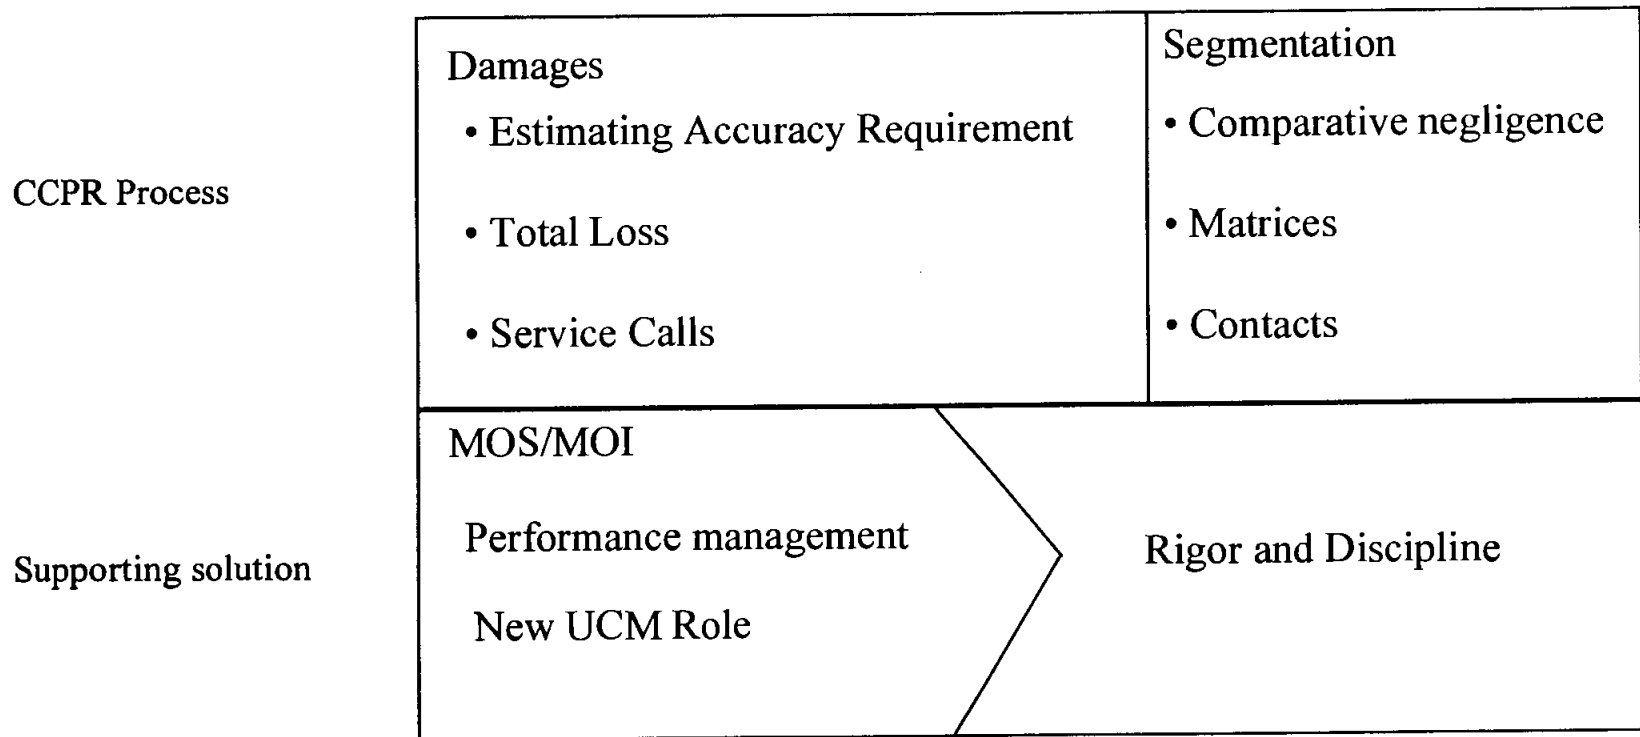 CCPR Process
Damages
• Estimating Accuracy Requirement
• Total Loss
• Service Calls
Segmentation
• Comparative negligence
• Matrices
• Contacts
Supporting solution
MOS/MOI
Performance management
New UCM Role
Rigor and Discipline